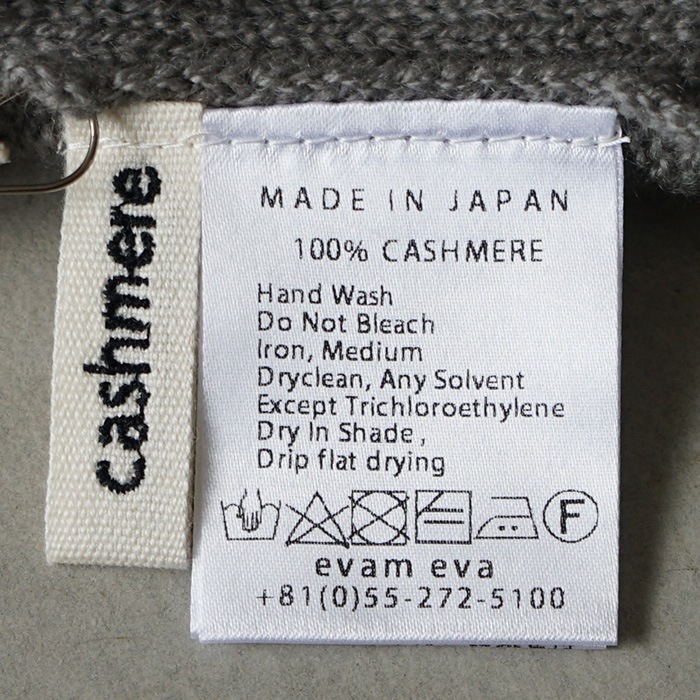 cashmere
MADE IN JAPAN
100% CASHMERE
Hand Wash
Do Not Bleach
Iron, Medium
Dryclean, Any Solvent
Except Trichloroethylene
Dry In Shade,
Drip flat drying
F
evam eva
+81(0)55-272-5100